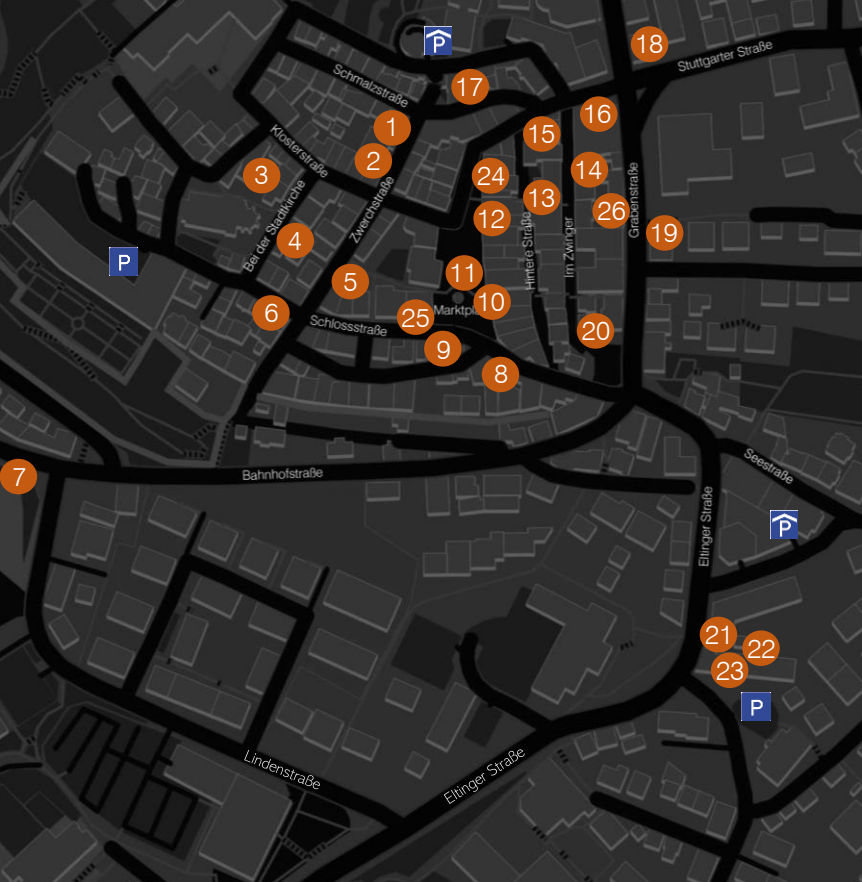 18
P
Stuttgarter Straße
Schmalzstraße
17
16
1
15
Klosterstraße
2
3
24
14
Grabenstraße
13
Bei der Stadtkirche
Zwerchstraße
12
26
Hintere Straße
Im Zwinger
19
4
P
11
5
10
6
25
Schlossstraße
20
9
8
7
Bahnhofstraße
Seestraße
Eltinger Straße
P
21
22
23
P
Lindenstraße
Eltinger Straße